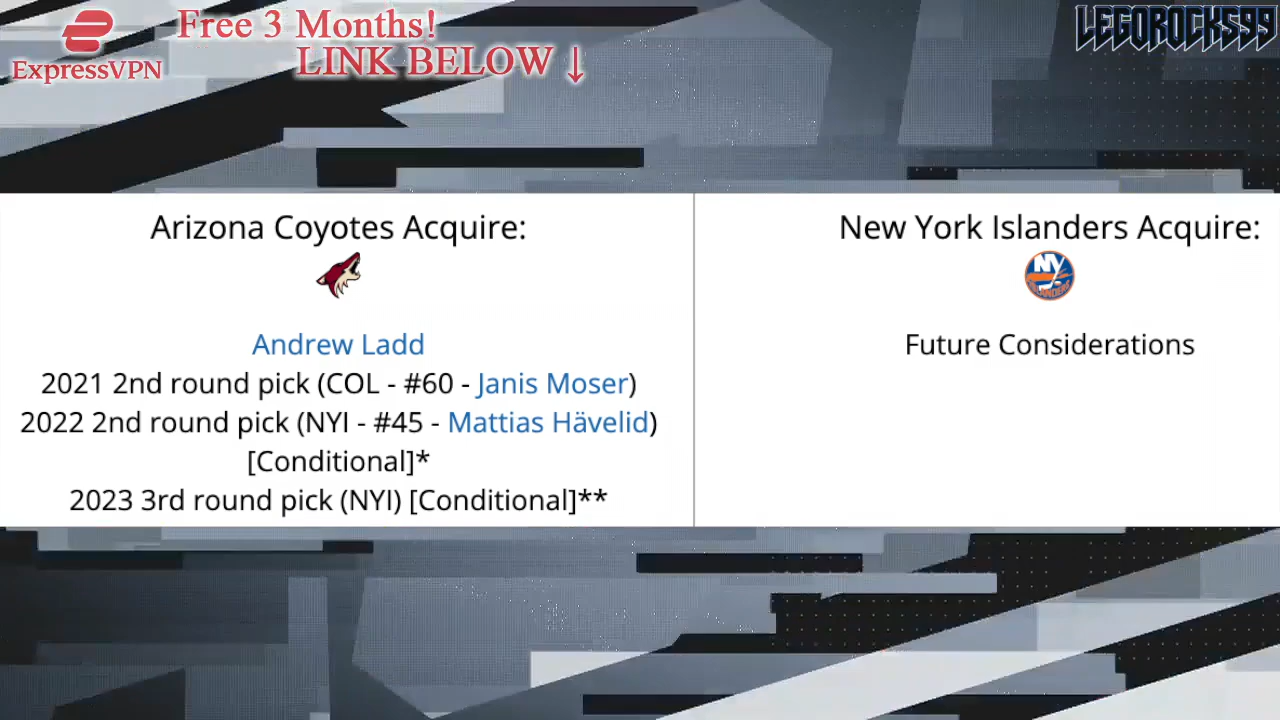 Free 3 Months!
LINK BELOW ↓
ExpressVPN
LEGOROCKS99
Arizona Coyotes Acquire:
Andrew Ladd
2021 2nd round pick (COL - #60 - Janis Moser)
2022 2nd round pick (NYI - #45 - Mattias Hävelid)
[Conditional]*
2023 3rd round pick (NYI) [Conditional]**
New York Islanders Acquire:
NY
ISLANDERS
Future Considerations